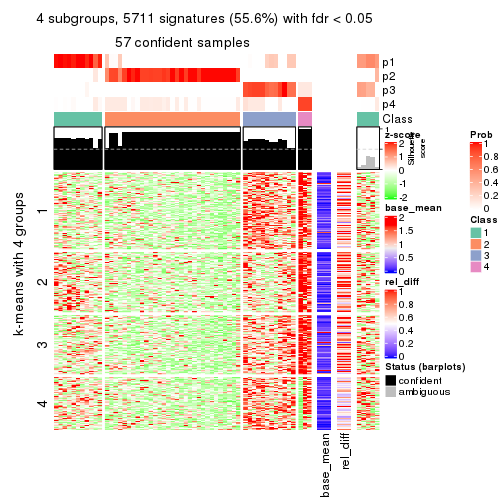 4 subgroups, 5711 signatures (55.6%) with fdr < 0.05
57 confident samples
p1
p2
p3
p4
Class
1
Silhouette
score
k-means with 4 groups
1
2
3
4
base_mean
rel_diff
z-score
2
1
0
-1
-2
base_mean
2
1.5
1
0.5
0
rel_diff
1
0.8
0.6
0.4
0.2
0
Status (barplots)
confident
ambiguous
Prob
1
0.8
0.6
0.4
0.2
0
Class
1
2
3
4